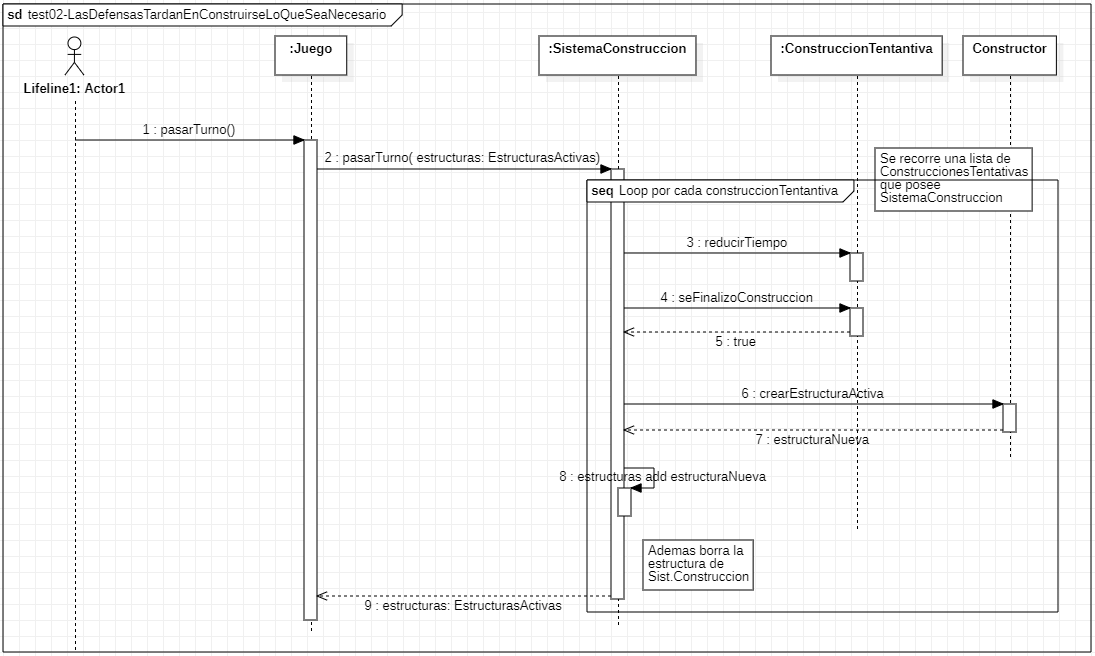 sd test02-LasDefensasTardanEnConstruirseLoQueSeaNecesario
Lifeline1: Actor1
:Juego
:SistemaConstruccion
:ConstruccionTentantiva
Constructor
1 : pasarTurno()
2 : pasarTurno( estructuras: EstructurasActivas)
Se recorre una lista de
ConstruccionesTentativas
que posee
SistemaConstruccion
seq Loop por cada construccionTentantiva
3 : reducirTiempo
4 : seFinalizoConstruccion
5 : true
6 : crearEstructuraActiva
7 : estructuraNueva
8 : estructuras add estructuraNueva
Ademas borra la
estructura de
Sist.Construccion
9 : estructuras: EstructurasActivas